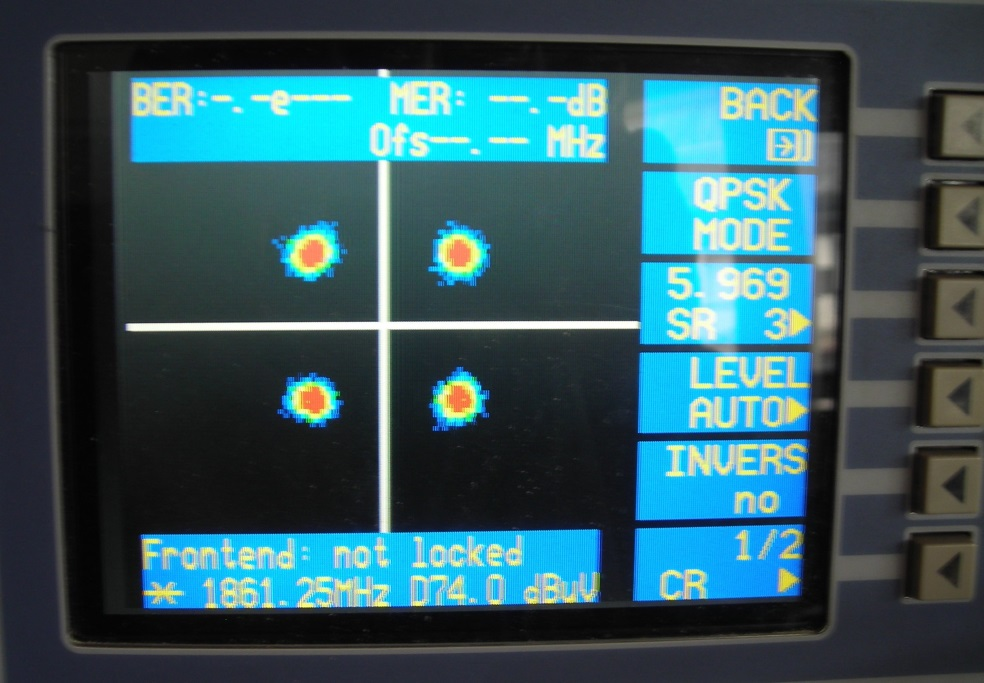 BER:-.-e---- MER: --.-dB
Ofs--.-- MHz
BACK
QPSK
MODE
5.969
SR 3
LEVEL
AUTO
INVERS
no
1/2
CR
Frontend: not locked
* 1861.25MHz D74.0 dBuV